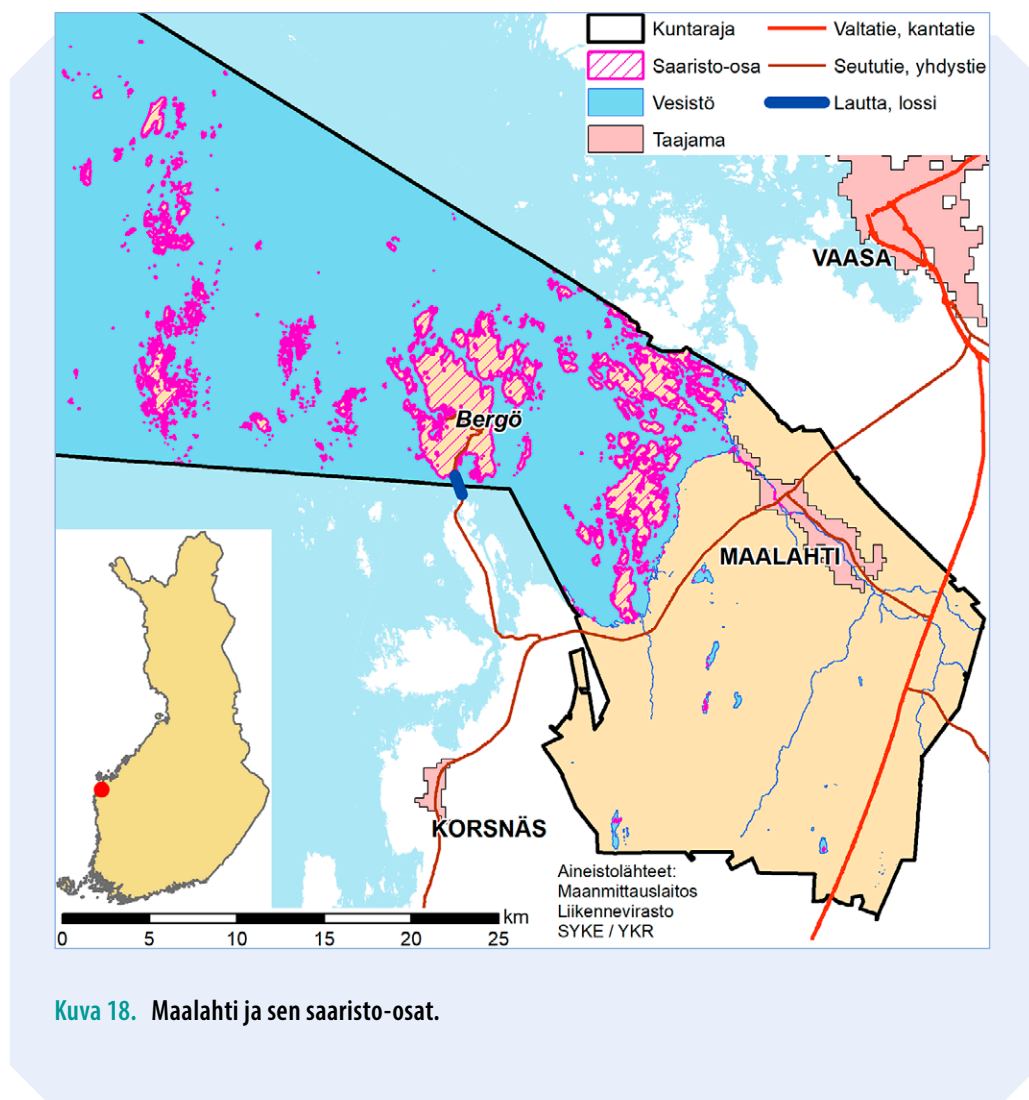 Kuntaraja
Valtatie, kantatie
Saaristo-osa
Seututie, yhdystie
Vesistö
Lautta, lossi
Taajama
VAASA
Bergö
MAALAHTI
KORSNÄS
Aineistolähteet:
Maanmittauslaitos
Liikennevirasto
SYKE / YKR
km
0 5 10 15 20 25
Kuva 18. Maalahti ja sen saaristo-osat.